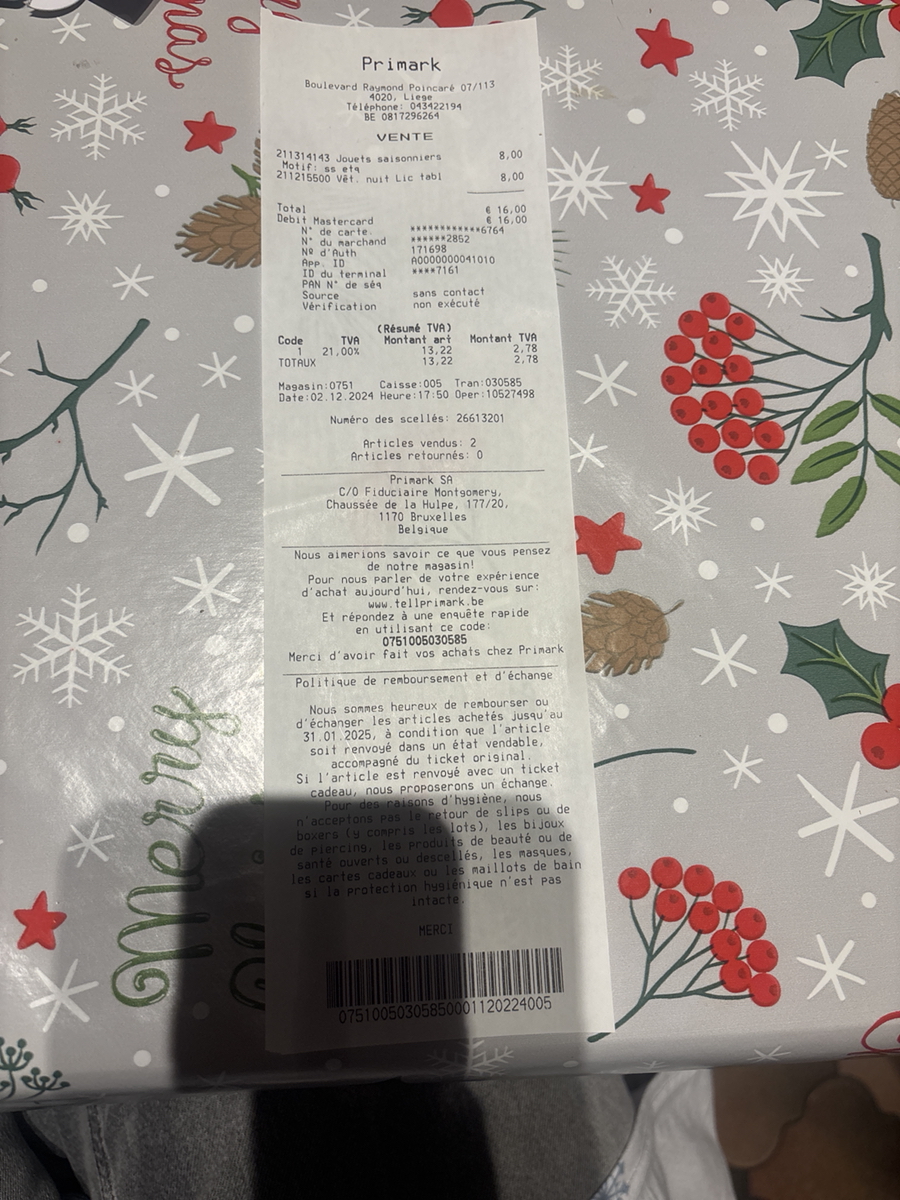 mas
Primark
Boulevard Raymond Poincaré 07/113
4020, Liege
Téléphone: 043422194
BE 0817296264
VENTE
211314143 Jouets saisonniers 8,00
Motif: ss etq
211215500 Vêt. nuit Lic tabl 8,00
Total € 16,00
Debit Mastercard € 16,00
N° de carte ************6764
N° du marchand ******2852
Nº d'Auth 171698
App. ID A0000000041010
ID du terminal ****7161
PAN N° de séq
Source sans contact
Vérification non exécuté
(Résumé TVA)
Code TVA Montant art Montant TVA
1 21,00% 13,22 2,78
TOTAUX 13,22 2,78
Magasin:0751 Caisse:005 Tran:030585
Date:02.12.2024 Heure:17:50 Oper:10527498
Numéro des scellés: 26613201
Articles vendus: 2
Articles retournés: 0
Primark SA
C/O Fiduciaire Montgomery,
Chaussée de la Hulpe, 177/20,
1170 Bruxelles
Belgique
Nous aimerions savoir ce que vous pensez
de notre magasin!
Pour nous parler de votre expérience
d'achat aujourd'hui, rendez-vous sur:
www.tellprimark.be
Et répondez à une enquête rapide
en utilisant ce code:
0751005030585
Merci d'avoir fait vos achats chez Primark
Politique de remboursement et d'échange
Nous sommes heureux de rembourser ou
d'échanger les articles achetés jusqu'au
31.01.2025, à condition que l'article
soit renvoyé dans un état vendable,
accompagné du ticket original.
Si l'article est renvoyé avec un ticket
cadeau, nous proposerons un échange.
Pour des raisons d'hygiène, nous
n'acceptons pas le retour de slips ou de
boxers (y compris les lots), les bijoux
de piercing, les produits de beauté ou de
santé ouverts ou descellés, les masques,
les cartes cadeaux ou les maillots de bain
si la protection hygiénique n'est pas
intacte.
MERCI
07510050305850001120224005
Merry